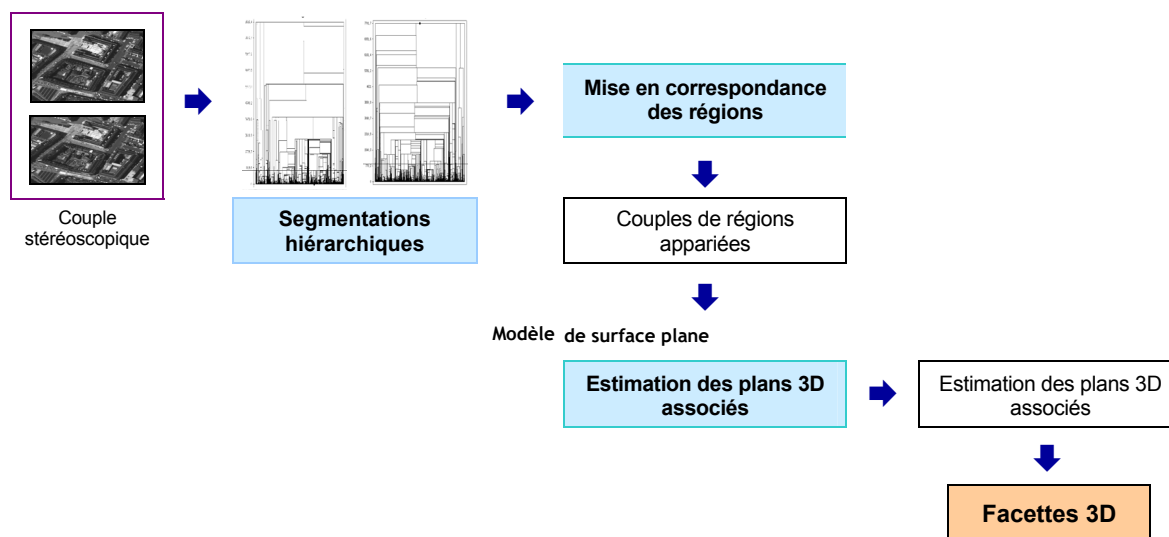 Couple
stéréoscopique
Segmentations
hiérarchiques
Mise en correspondance
des régions
Couples de régions
appariées
Modèle de surface plane
Estimation des plans 3D
associés
Estimation des plans 3D
associés
Facettes 3D